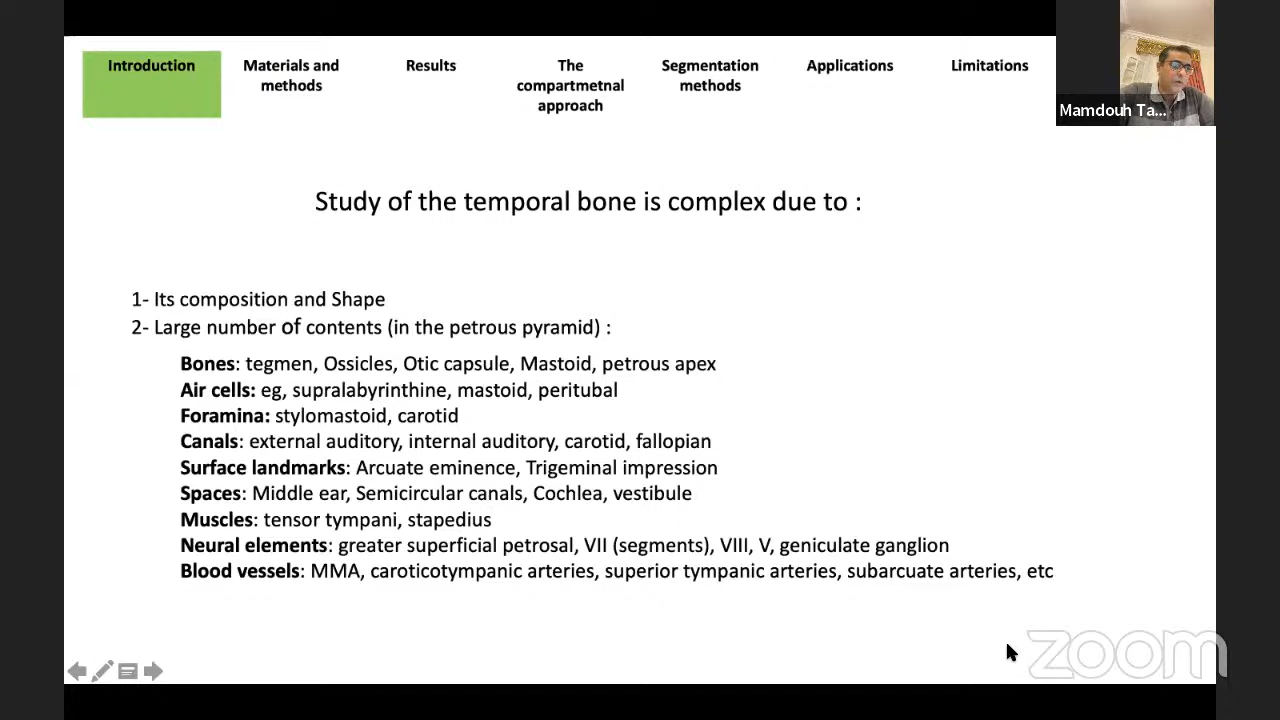 Introduction
Materials and
methods
Results
The
compartmetnal
approach
Segmentation
methods
Applications
Limitations
Mamdouh Ta...
Study of the temporal bone is complex due to :
1- Its composition and Shape
2- Large number of contents (in the petrous pyramid) :
Bones: tegmen, Ossicles, Otic capsule, Mastoid, petrous apex
Air cells: eg, supralabyrinthine, mastoid, peritubal
Foramina: stylomastoid, carotid
Canals: external auditory, internal auditory, carotid, fallopian
Surface landmarks: Arcuate eminence, Trigeminal impression
Spaces: Middle ear, Semicircular canals, Cochlea, vestibule
Muscles: tensor tympani, stapedius
Neural elements: greater superficial petrosal, VII (segments), VIII, V, geniculate ganglion
Blood vessels: MMA, caroticotympanic arteries, superior tympanic arteries, subarcuate arteries, etc
zoom